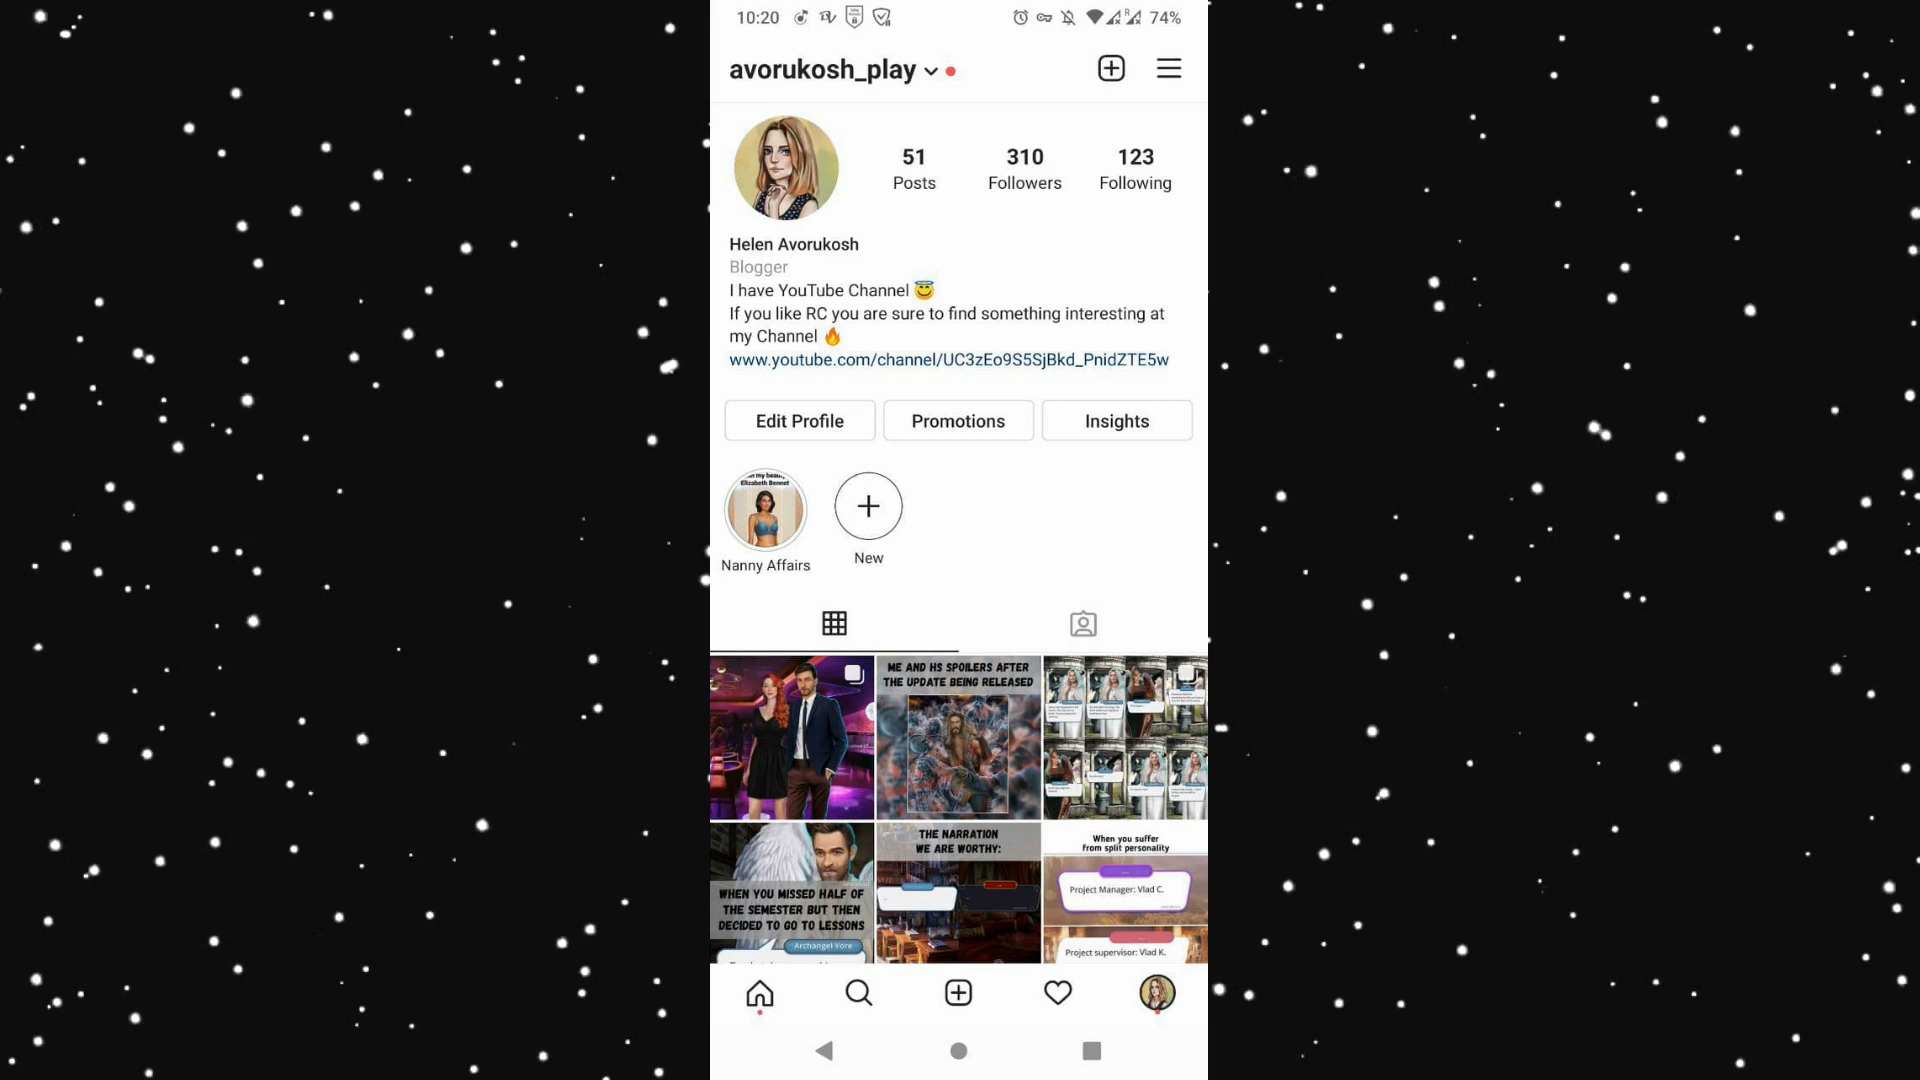 10:20
74%
avorukosh_play
51
310
123
Posts
Followers
Following
Helen Avorukosh
Blogger
I have YouTube Channel 😇
If you like RC you are sure to find something interesting at
my Channel 🔥
www.youtube.com/channel/UC3zEo9S5SjBkd_PnidZTE5w
Edit Profile
Promotions
Insights
Elizabeth Bennet
Nanny Affairs
New
ME AND HS SPOILERS AFTER
THE UPDATE BEING RELEASED
WHEN YOU MISSED HALF OF
THE SEMESTER BUT THEN
DECIDED TO GO TO LESSONS
Archangel Yore
THE NARRATION
WE ARE WORTHY:
When you suffer
from split personality
Project Manager: Vlad C.
Project supervisor: Vlad K.